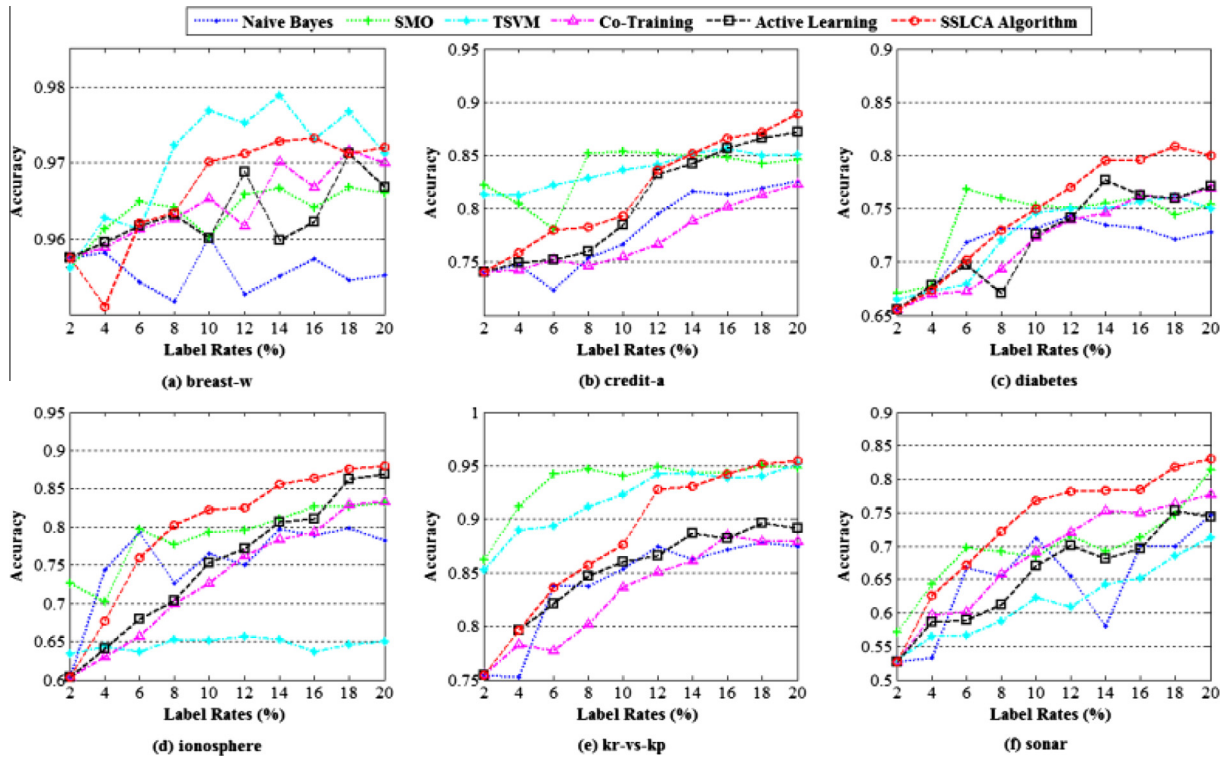 Naive Bayes SMO TSVM Co-Training Active Learning SSLCA Algorithm
0.98
0.97
0.96
Accuracy
2 4 6 8 10 12 14 16 18 20
Label Rates (%)
(a) breast-w
0.95
0.9
0.85
0.8
0.75
Accuracy
2 4 6 8 10 12 14 16 18 20
Label Rates (%)
(b) credit-a
0.9
0.85
0.8
0.75
0.7
0.65
Accuracy
2 4 6 8 10 12 14 16 18 20
Label Rates (%)
(c) diabetes
0.95
0.9
0.85
0.8
0.75
0.7
0.65
0.6
Accuracy
2 4 6 8 10 12 14 16 18 20
Label Rates (%)
(d) ionosphere
1
0.95
0.9
0.85
0.8
0.75
Accuracy
2 4 6 8 10 12 14 16 18 20
Label Rates (%)
(e) kr-vs-kp
0.9
0.85
0.8
0.75
0.7
0.65
0.6
0.55
0.5
Accuracy
2 4 6 8 10 12 14 16 18 20
Label Rates (%)
(f) sonar